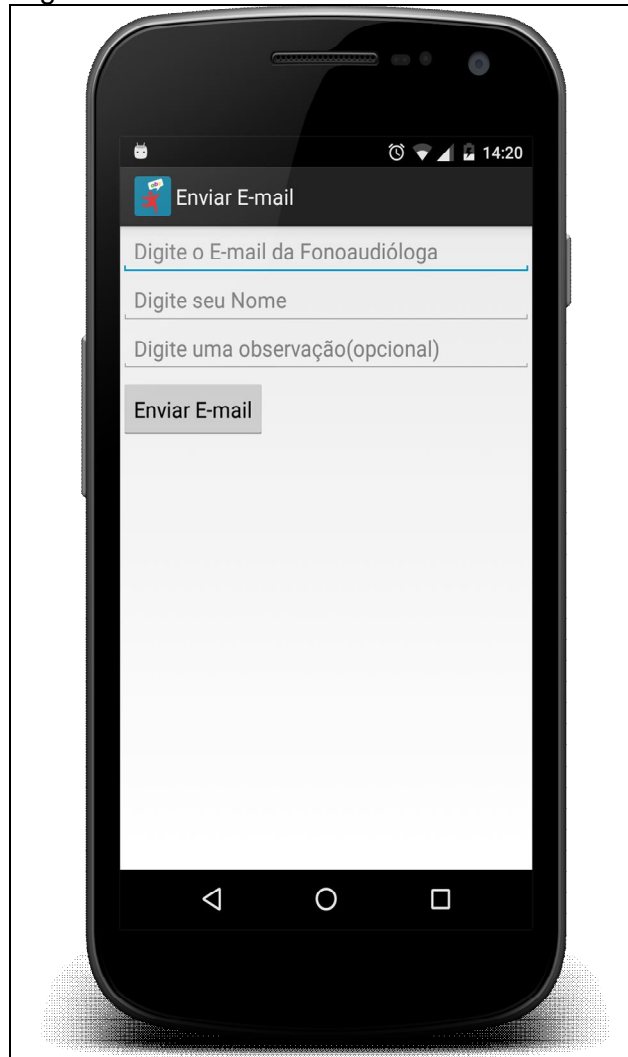 14:20
Enviar E-mail
Digite o E-mail da Fonoaudióloga
Digite seu Nome
Digite uma observação(opcional)
Enviar E-mail